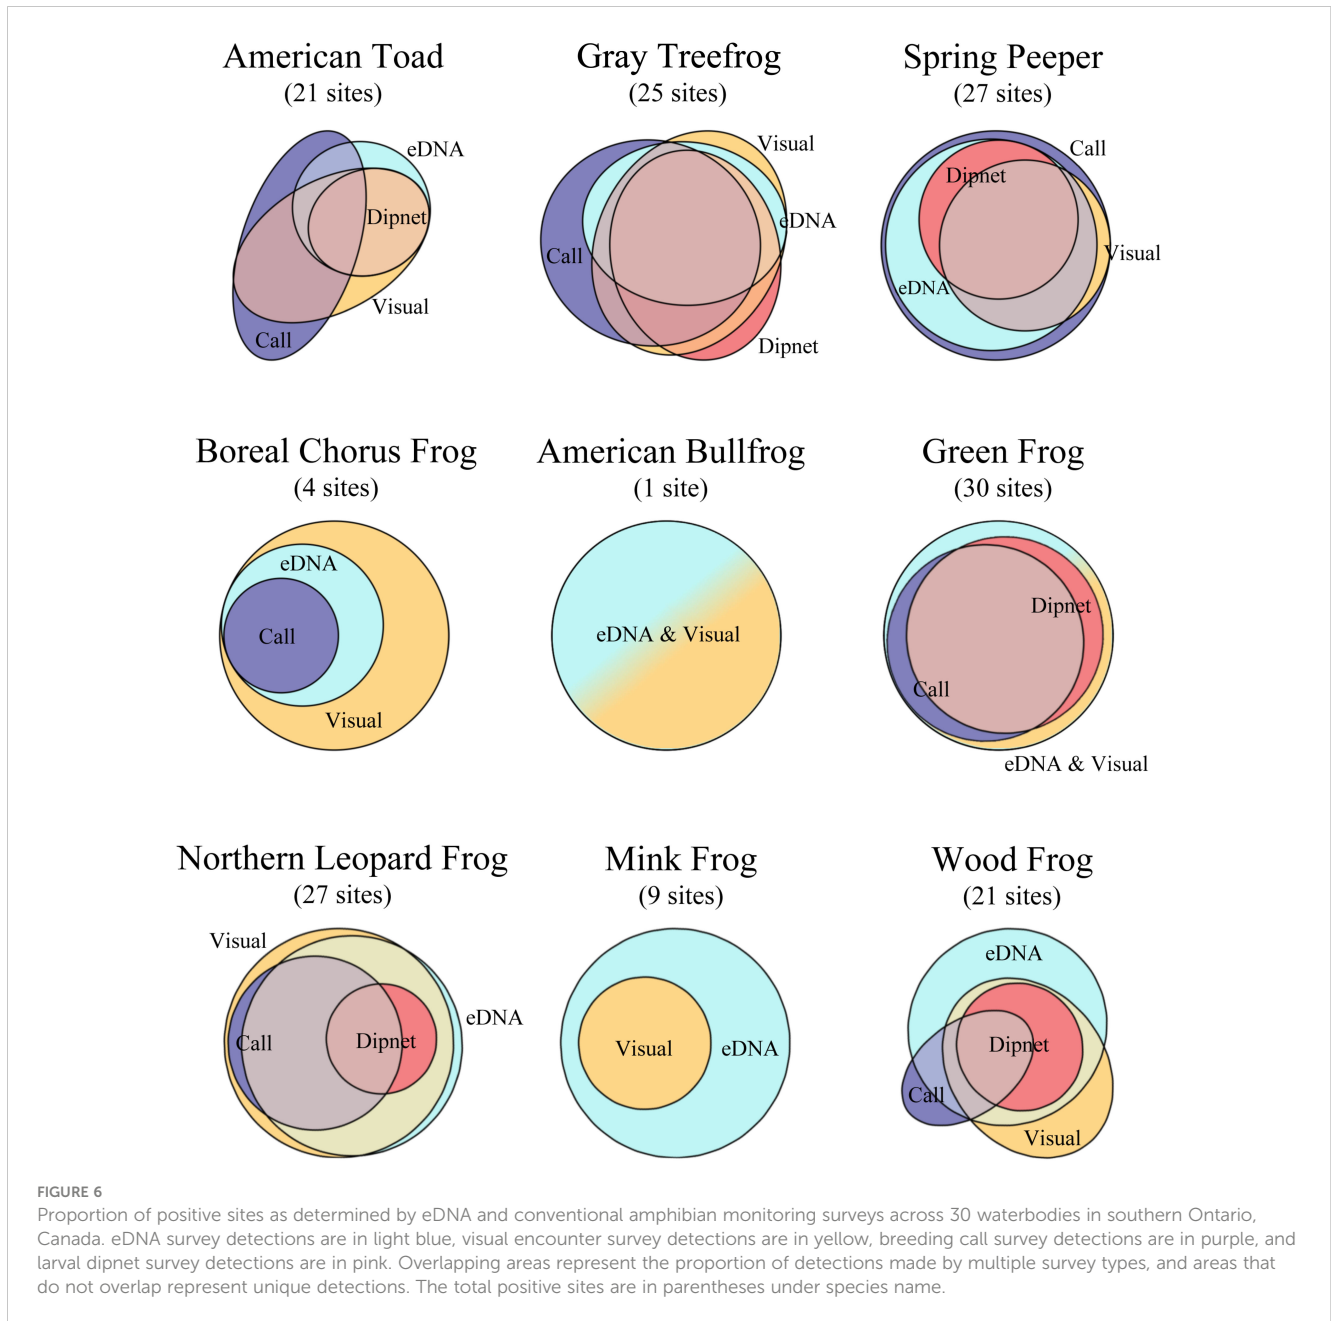 American Toad
(21 sites)
eDNA
Dipnet
Visual
Call
Gray Treefrog
(25 sites)
Visual
eDNA
Call
Dipnet
Spring Peeper
(27 sites)
Call
Dipnet
Visual
eDNA
Boreal Chorus Frog
(4 sites)
eDNA
Call
Visual
American Bullfrog
(1 site)
eDNA & Visual
Green Frog
(30 sites)
Dipnet
Call
eDNA & Visual
Northern Leopard Frog
(27 sites)
Visual
eDNA
Call
Dipnet
Mink Frog
(9 sites)
Visual
eDNA
Wood Frog
(21 sites)
eDNA
Dipnet
Call
Visual
FIGURE 6
Proportion of positive sites as determined by eDNA and conventional amphibian monitoring surveys across 30 waterbodies in southern Ontario,
Canada. eDNA survey detections are in light blue, visual encounter survey detections are in yellow, breeding call survey detections are in purple, and
larval dipnet survey detections are in pink. Overlapping areas represent the proportion of detections made by multiple survey types, and areas that
do not overlap represent unique detections. The total positive sites are in parentheses under species name.